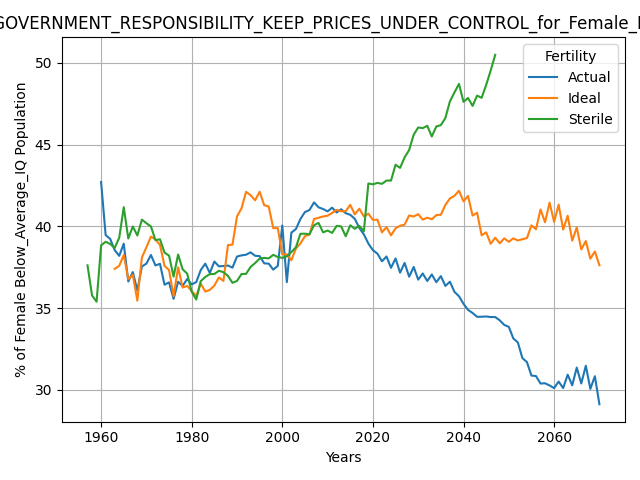 GOVERNMENT_RESPONSIBILITY_KEEP_PRICES_UNDER_CONTROL_for_Female_
% of Female Below_Average_IQ Population
50
45
40
35
30
Fertility
Actual
Ideal
Sterile
1960 1980 2000 2020 2040 2060
Years